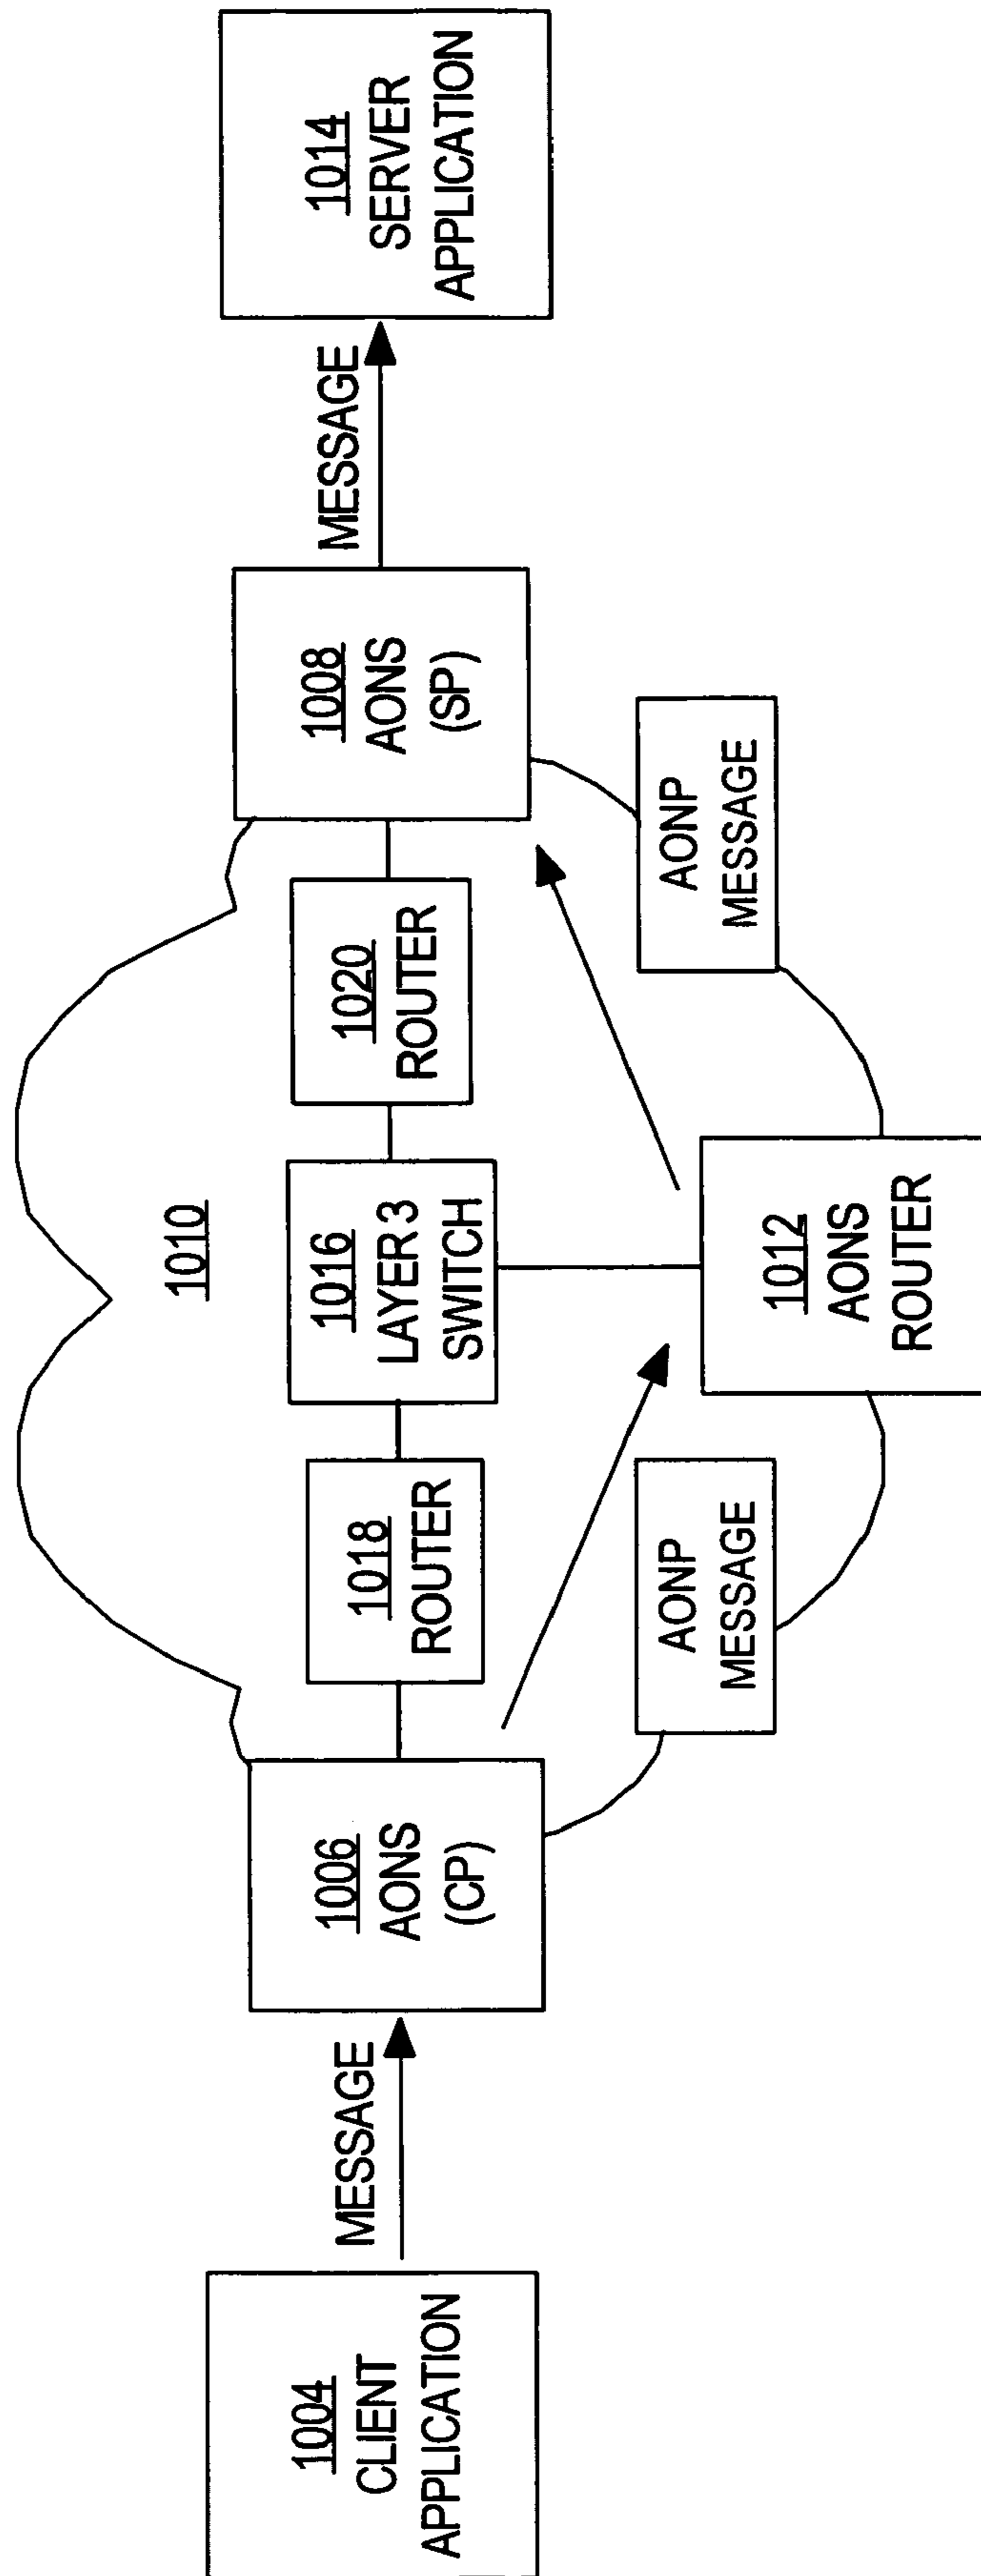 1004
CLIENT
APPLICATION
MESSAGE
1006
AONS
(CP)
1010
1018
ROUTER
1016
LAYER 3
SWITCH
1020
ROUTER
AONP
MESSAGE
1012
AONS
ROUTER
AONP
MESSAGE
1008
AONS
(SP)
MESSAGE
1014
SERVER
APPLICATION